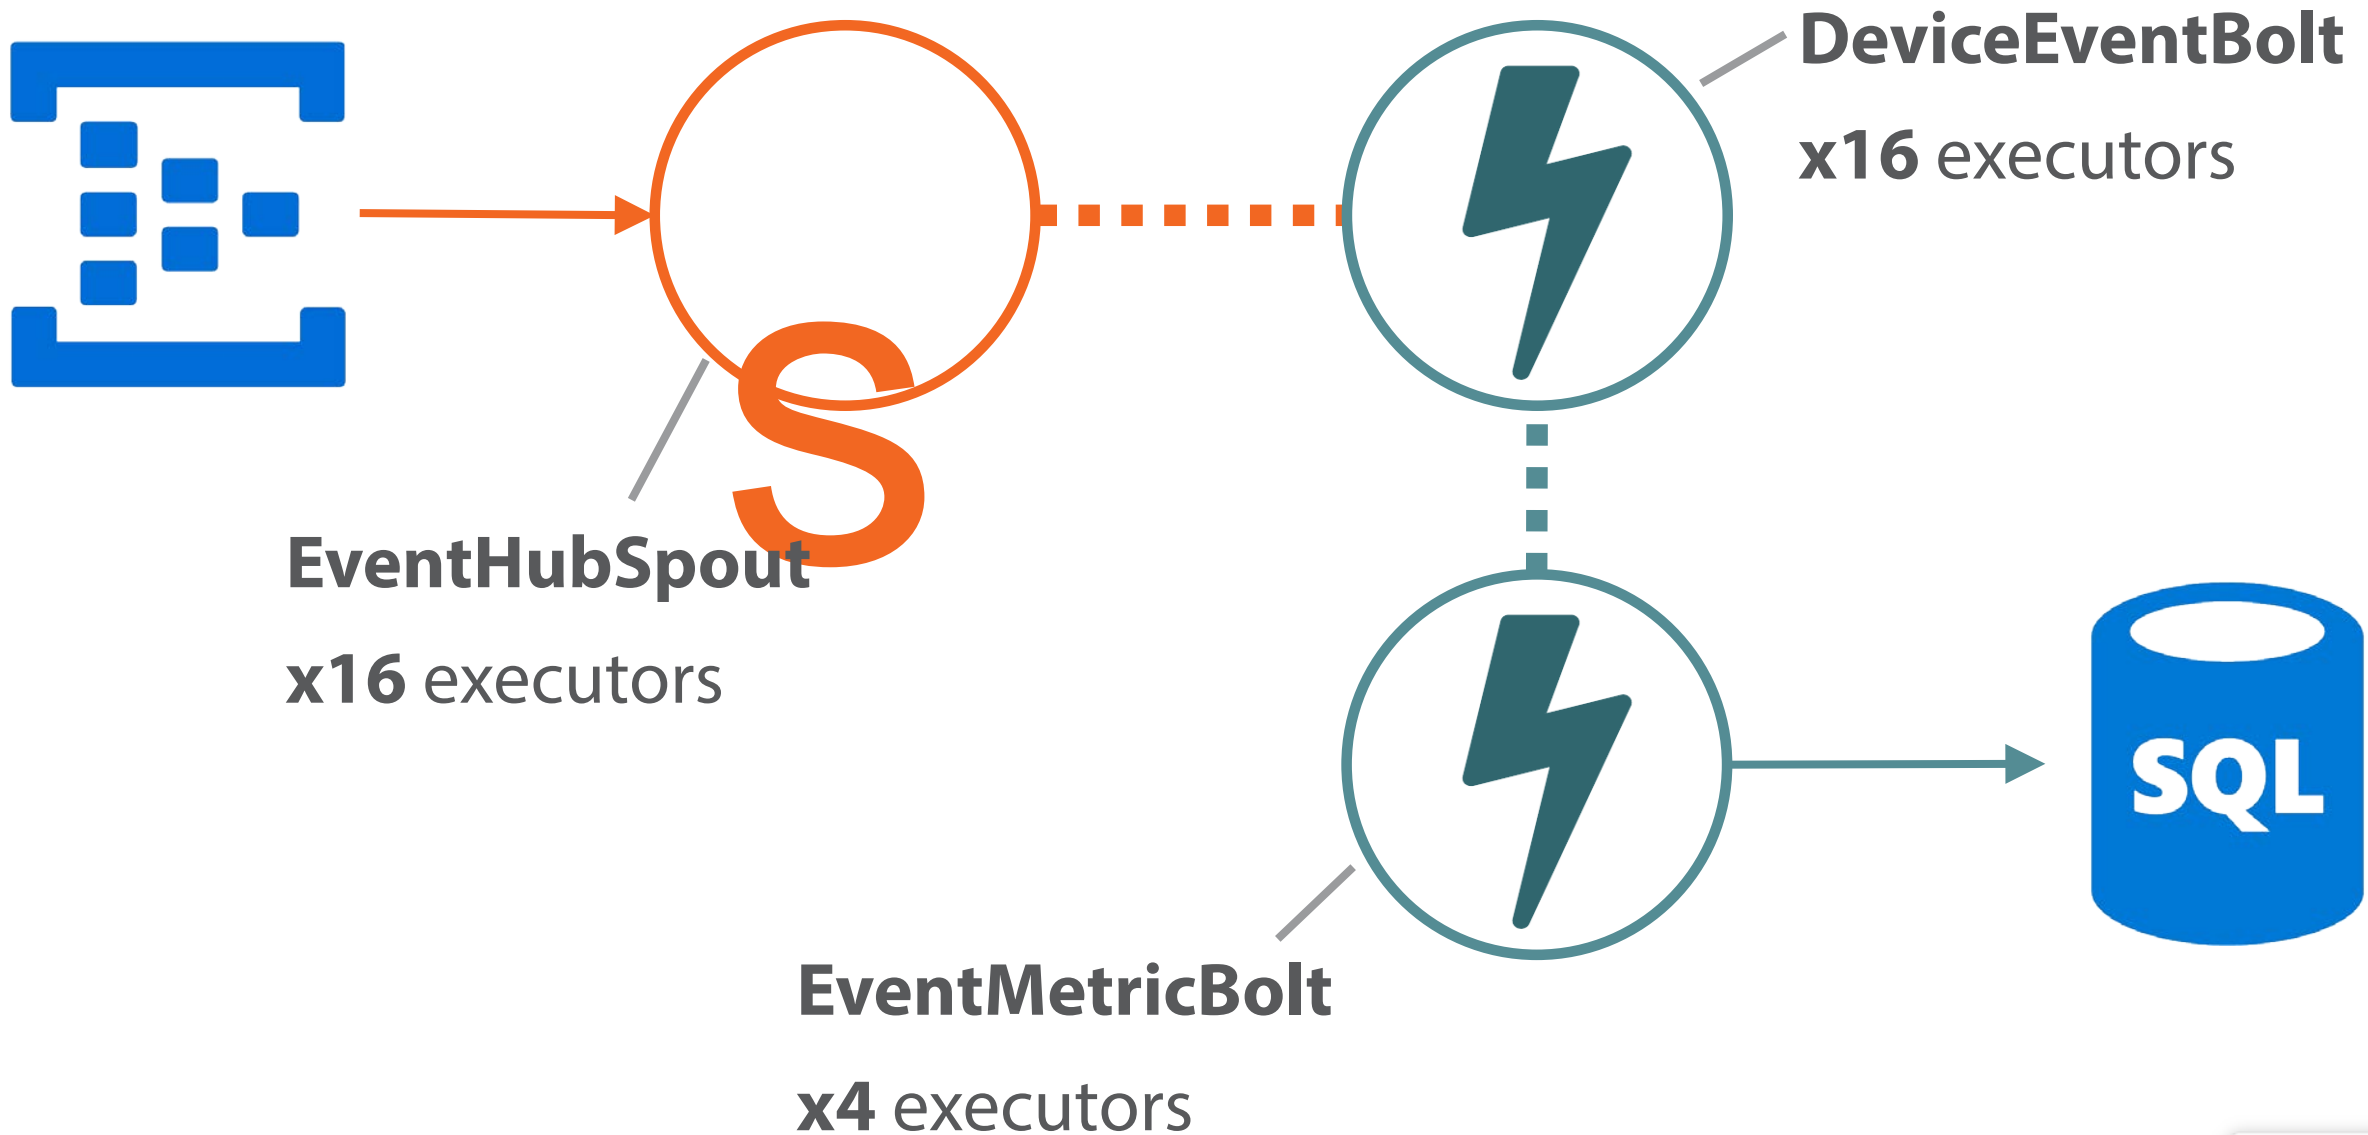 DeviceEventBolt
x16 executors
S
EventHubSpout
x16 executors
SQL
EventMetricBolt
x4 executors